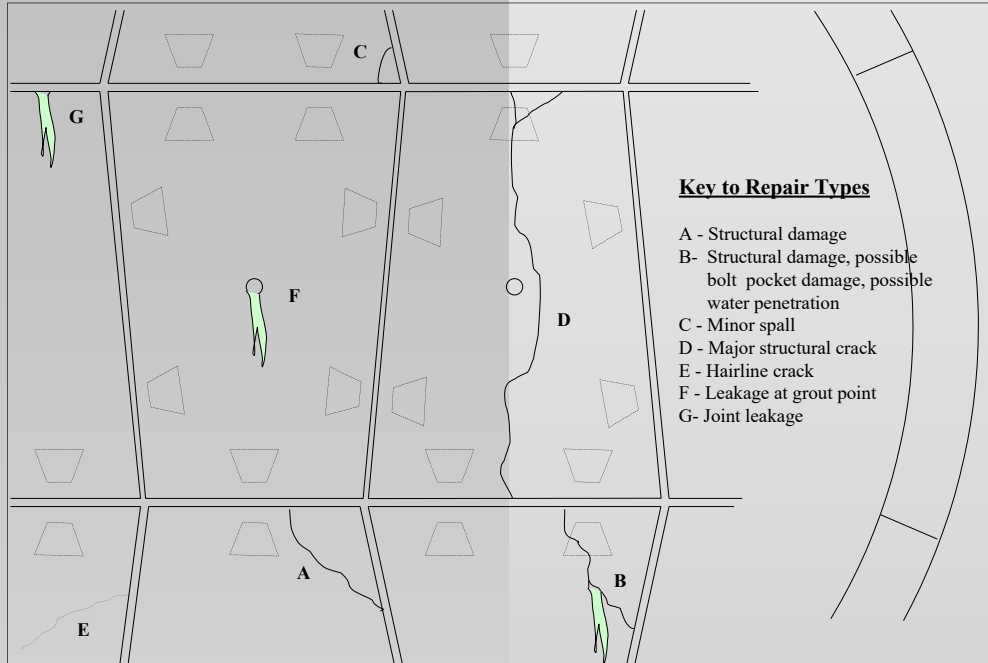 C
G
Key to Repair Types
A - Structural damage
B- Structural damage, possible
bolt pocket damage, possible
water penetration
C - Minor spall
D - Major structural crack
E - Hairline crack
F - Leakage at grout point
G- Joint leakage
F
D
A
B
E